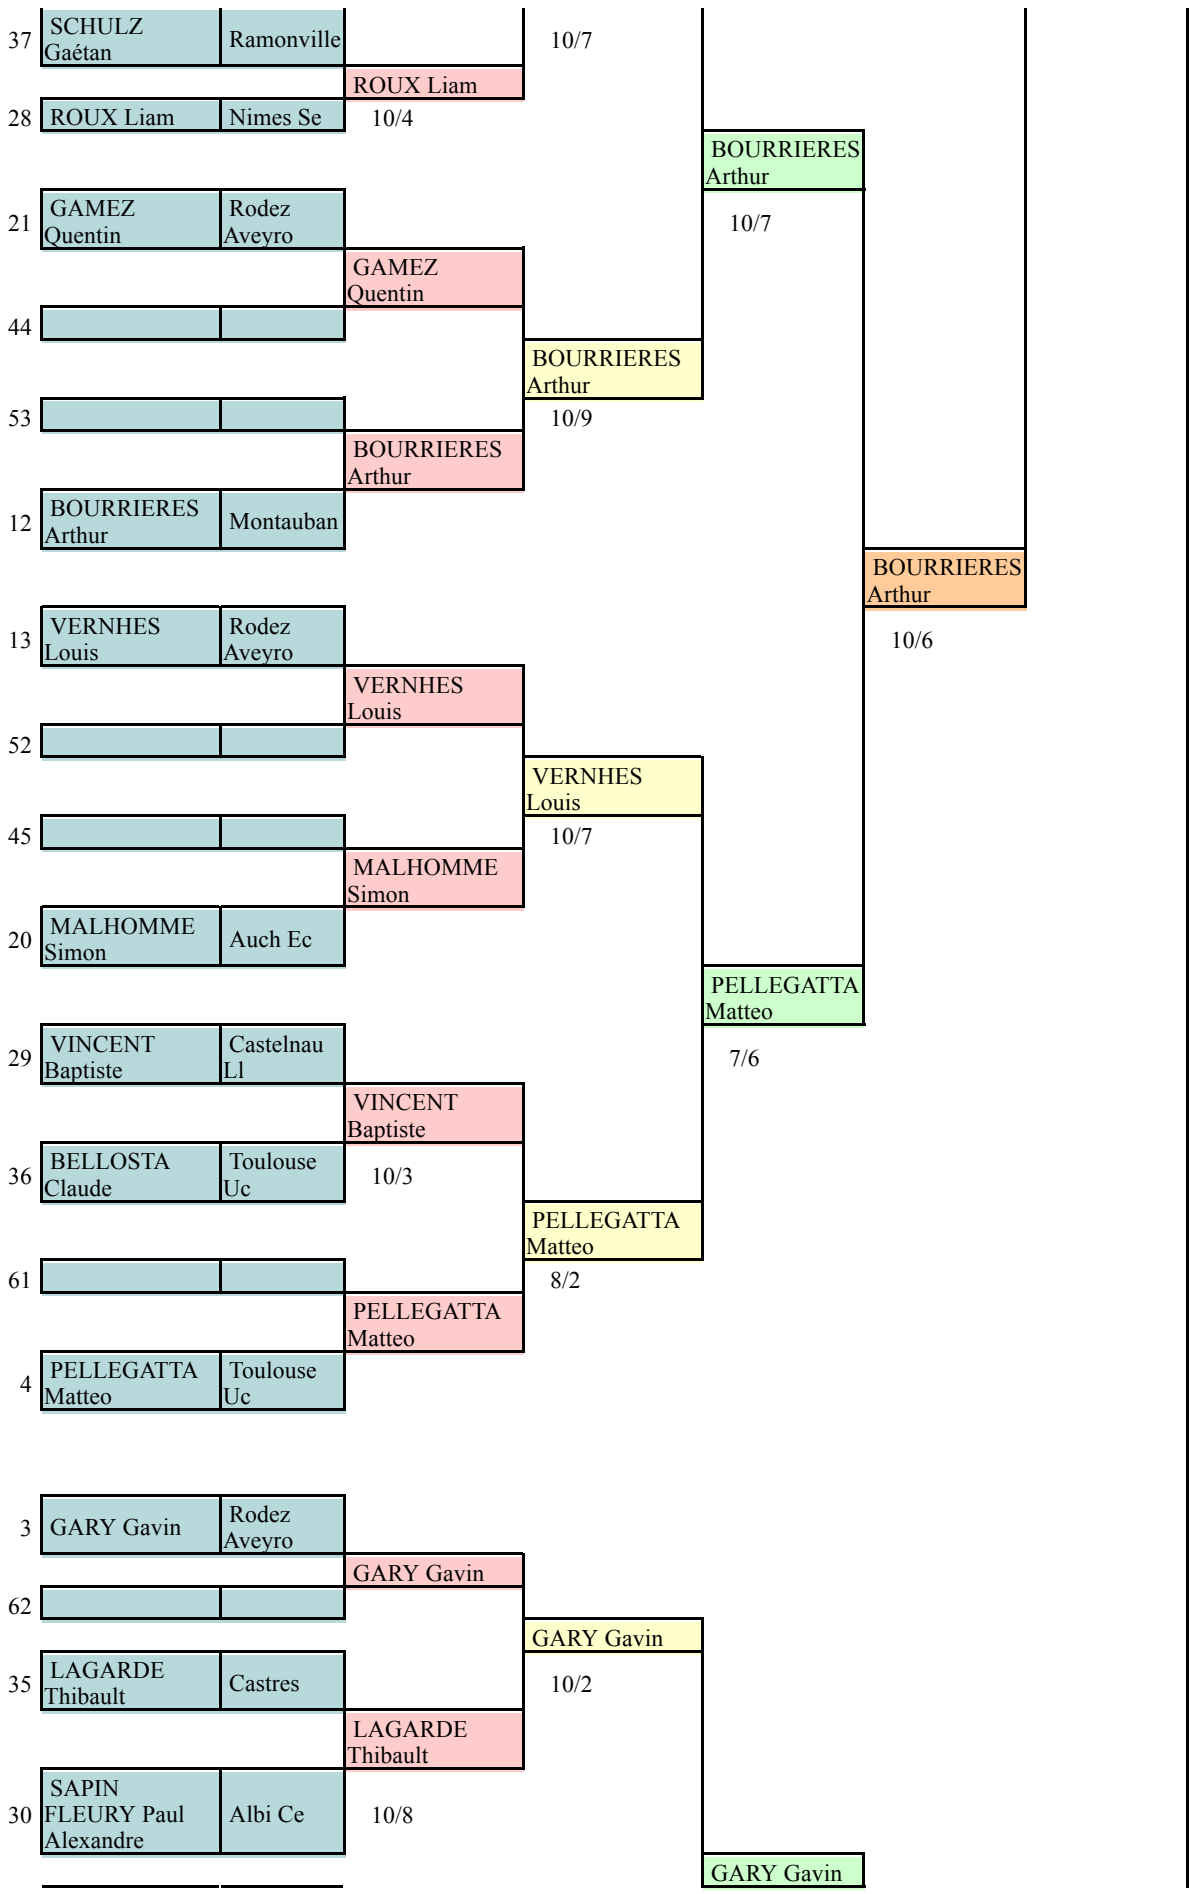 37 SCHULZ Gaétan Ramonville 10/7
ROUX Liam
28 ROUX Liam Nimes Se 10/4
BOURRIERES
Arthur
21 GAMEZ Quentin Rodez Aveyro 10/7
GAMEZ
Quentin
44
BOURRIERES
Arthur
53 10/9
BOURRIERES
Arthur
12 BOURRIERES Arthur Montauban
BOURRIERES
Arthur
13 VERNHES Louis Rodez Aveyro 10/6
VERNHES
Louis
52
VERNHES
Louis
45 10/7
MALHOMME
Simon
20 MALHOMME Simon Auch Ec
PELLEGATTA
Matteo
29 VINCENT Baptiste Castelnau Ll 7/6
VINCENT
Baptiste
36 BELLOSTA Claude Toulouse Uc 10/3
PELLEGATTA
Matteo
61 8/2
PELLEGATTA
Matteo
4 PELLEGATTA Matteo Toulouse Uc
3 GARY Gavin Rodez Aveyro
GARY Gavin
62
GARY Gavin
35 LAGARDE Thibault Castres 10/2
LAGARDE
Thibault
30 SAPIN FLEURY Paul Alexandre Albi Ce 10/8
GARY Gavin